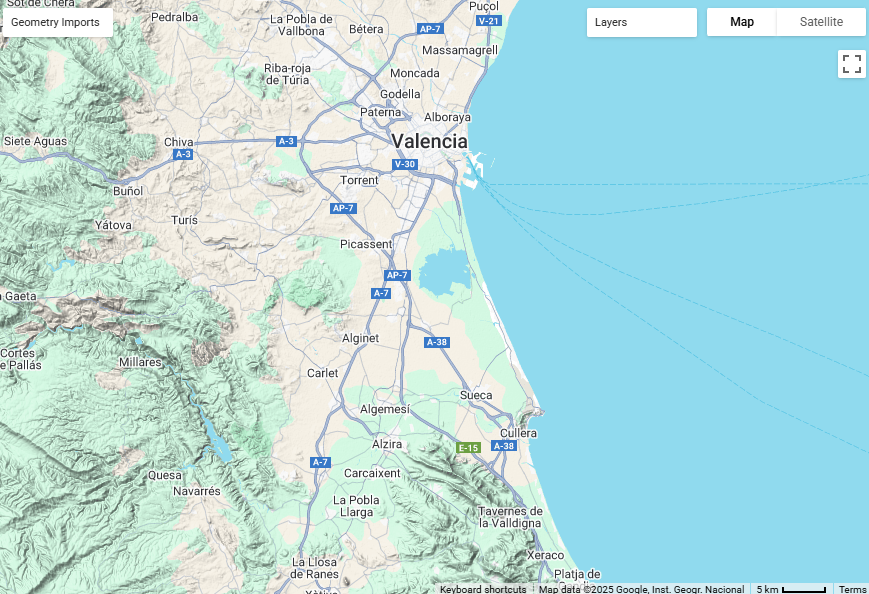 Sot de Chera
Geometry Imports
Pedralba
La Pobla de
Vallbona
Bétera
AP-7
Puçol
V-21
Layers
Map
Satellite
Massamagrell
Riba-roja
de Túria
Moncada
Godella
Paterna
Alboraya
Siete Aguas
Chiva
A-3
A-3
Valencia
V-30
Buñol
Torrent
AP-7
Yátova
Turís
Picassent
AP-7
A-7
Gaeta
Alginet
A-38
Cortes
e Pallás
Millares
Carlet
Sueca
Algemesí
Cullera
Alzira
E-15
A-38
A-7
Carcaixent
Quesa
Navarrés
La Pobla
Llarga
Tavernes de
la Valldigna
Xeraco
La Llosa
de Ranes
Platja de
Xàtiva
Keyboard shortcuts
Map data ©2025 Google, Inst. Geogr. Nacional
5 km
Terms